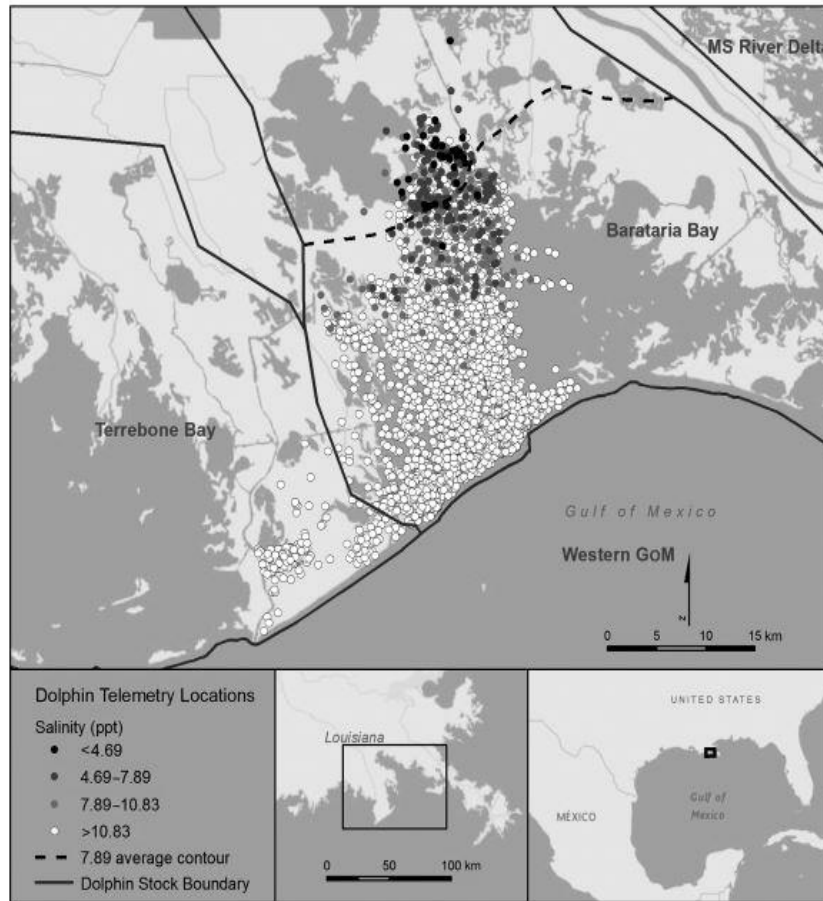 MS River Delta
Barataria Bay
Terrebone Bay
Gulf of Mexico
Western GoM
N
0 5 10 15 km
Dolphin Telemetry Locations
Salinity (ppt)
<4.69
4.69–7.89
7.89–10.83
>10.83
7.89 average contour
Dolphin Stock Boundary
Louisiana
0 50 100 km
UNITED STATES
MÉXICO
Gulf of
Mexico